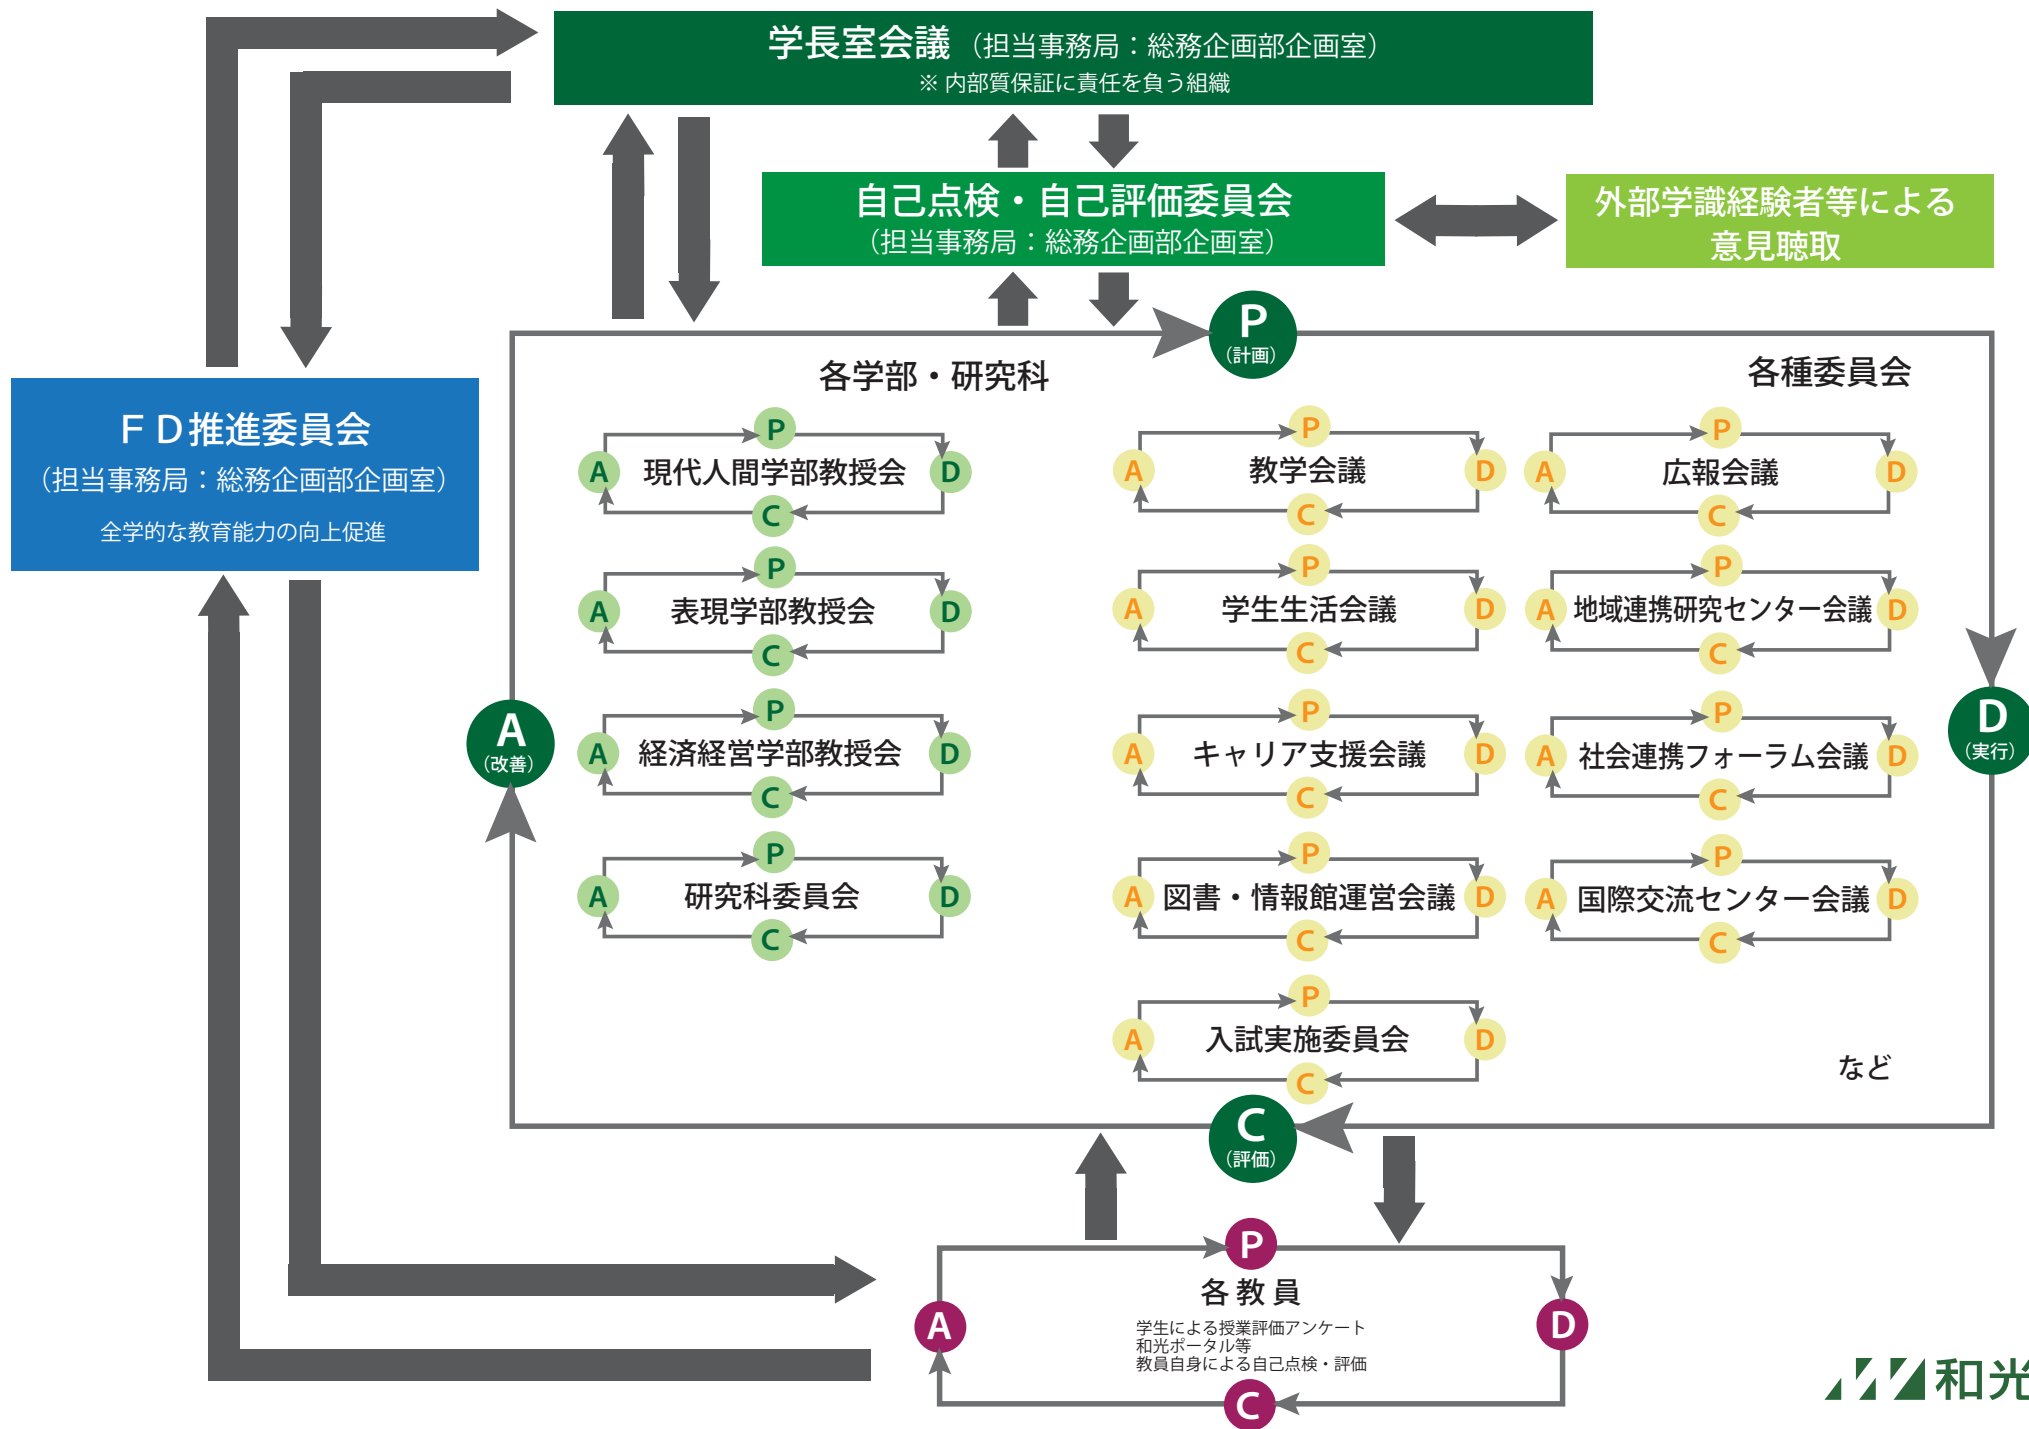 学長室会議（担当事務局：総務企画部企画室）
※ 内部質保証に責任を負う組織
自己点検・自己評価委員会
（担当事務局：総務企画部企画室）
外部学識経験者等による
意見聴取
ＦＤ推進委員会
（担当事務局：総務企画部企画室）
全学的な教育能力の向上促進
P
（計画）
D
（実行）
C
（評価）
A
（改善）
各学部・研究科
各種委員会
P
A 現代人間学部教授会 D
C
P
A 表現学部教授会 D
C
P
A 経済経営学部教授会 D
C
P
A 研究科委員会 D
C
P
A 教学会議 D
C
P
A 学生生活会議 D
C
P
A キャリア支援会議 D
C
P
A 図書・情報館運営会議 D
C
P
A 入試実施委員会 D
C
P
A 広報会議 D
C
P
A 地域連携研究センター会議 D
C
P
A 社会連携フォーラム会議 D
C
P
A 国際交流センター会議 D
C
など
P
各 教 員
A D
学生による授業評価アンケート
和光ポータル等
教員自身による自己点検・評価
C
和光